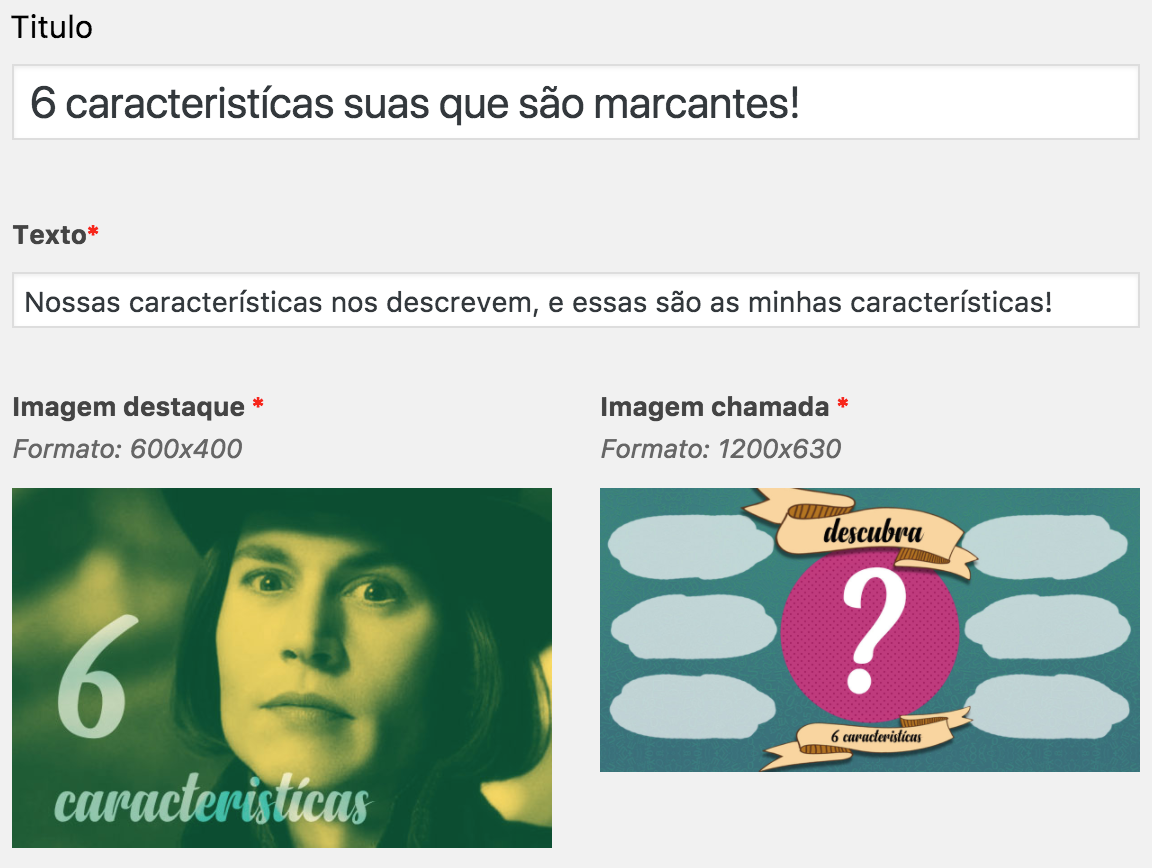 Titulo
6 caracteristícas suas que são marcantes!
Texto*
Nossas características nos descrevem, e essas são as minhas características!
Imagem destaque *
Formato: 600x400
6
caracteristícas
Imagem chamada *
Formato: 1200x630
descubra
?
6 caracteristícas